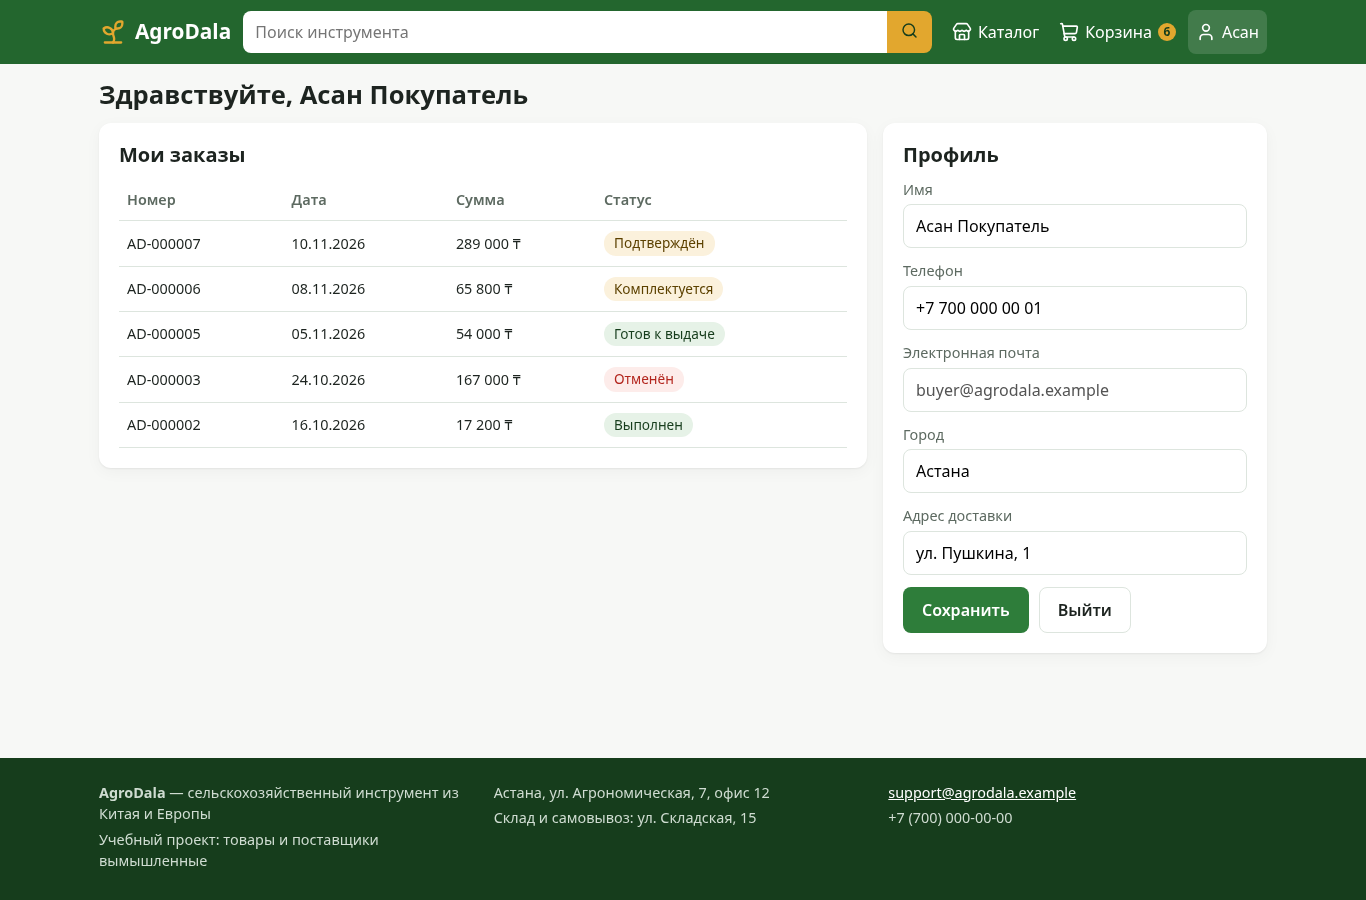 AgroDala
Поиск инструмента
Каталог
Корзина 6
Асан
Здравствуйте, Асан Покупатель
Мои заказы
Номер Дата Сумма Статус
AD-000007 10.11.2026 289 000 ₸ Подтверждён
AD-000006 08.11.2026 65 800 ₸ Комплектуется
AD-000005 05.11.2026 54 000 ₸ Готов к выдаче
AD-000003 24.10.2026 167 000 ₸ Отменён
AD-000002 16.10.2026 17 200 ₸ Выполнен
Профиль
Имя
Асан Покупатель
Телефон
+7 700 000 00 01
Электронная почта
buyer@agrodala.example
Город
Астана
Адрес доставки
ул. Пушкина, 1
Сохранить Выйти
AgroDala — сельскохозяйственный инструмент из
Китая и Европы
Учебный проект: товары и поставщики
вымышленные
Астана, ул. Агрономическая, 7, офис 12
Склад и самовывоз: ул. Складская, 15
support@agrodala.example
+7 (700) 000-00-00